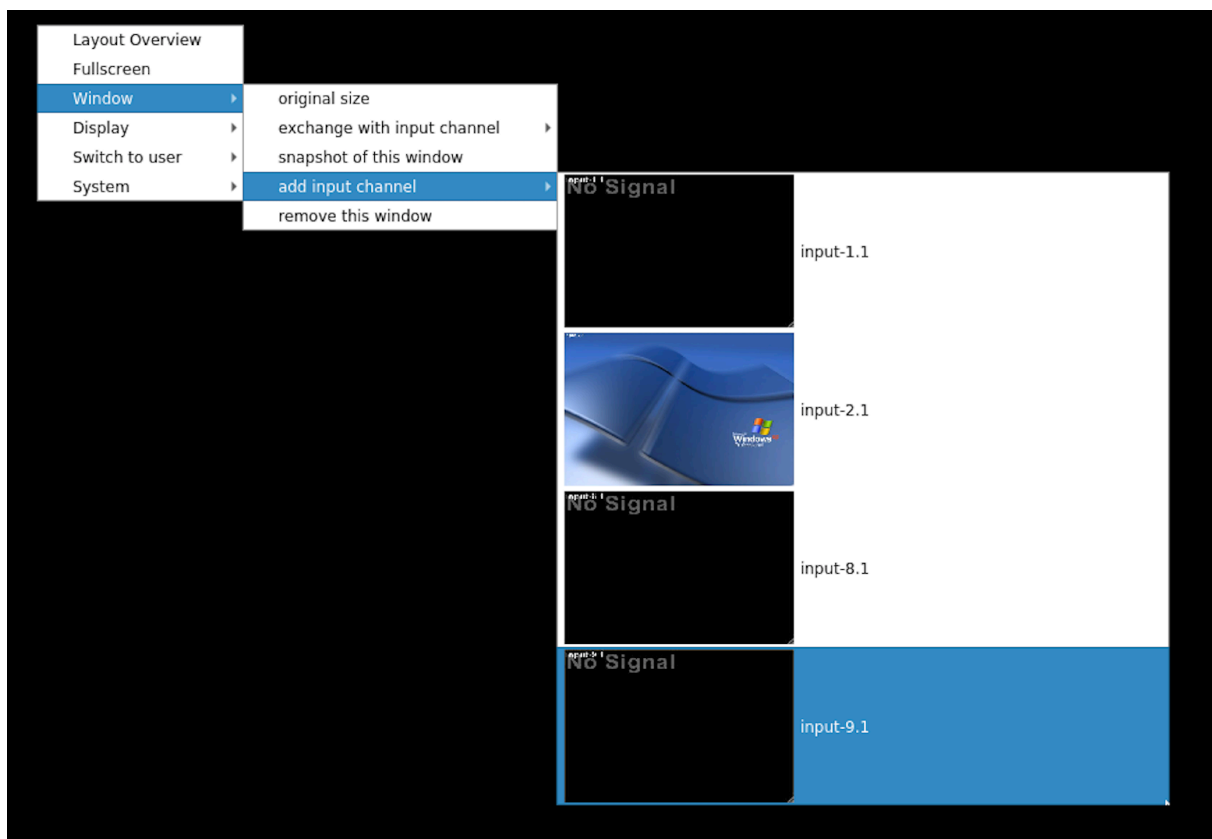 Layout Overview
Fullscreen
Window
Display
Switch to user
System
original size
exchange with input channel
snapshot of this window
add input channel
remove this window
No Signal
input-1.1
Windows
input-2.1
No Signal
input-8.1
No Signal
input-9.1